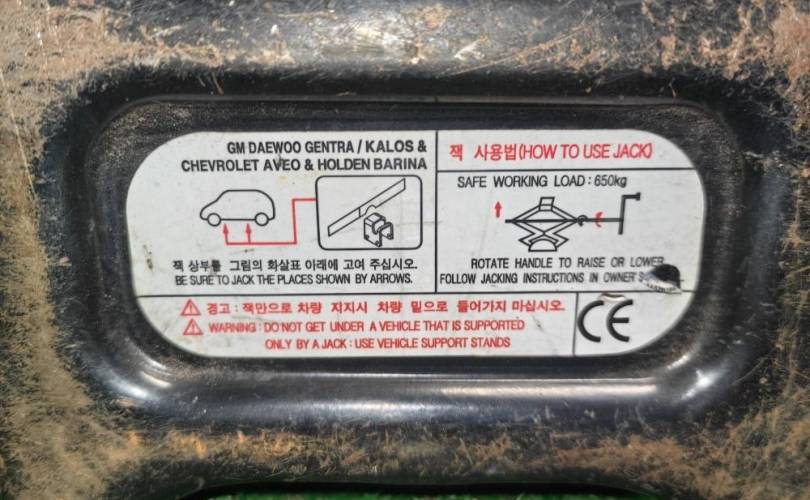 GM DAEWOO GENTRA / KALOS &
CHEVROLET AVEO & HOLDEN BARINA
잭 상부를 그림의 화살표 아래에 고여 주십시오.
BE SURE TO JACK THE PLACES SHOWN BY ARROWS.
잭 사용법(HOW TO USE JACK)
SAFE WORKING LOAD : 650kg
ROTATE HANDLE TO RAISE OR LOWER
FOLLOW JACKING INSTRUCTIONS IN OWNER'S
경고 : 잭만으로 차량 지지시 차량 밑으로 들어가지 마십시오.
WARNING : DO NOT GET UNDER A VEHICLE THAT IS SUPPORTED
ONLY BY A JACK : USE VEHICLE SUPPORT STANDS
CE